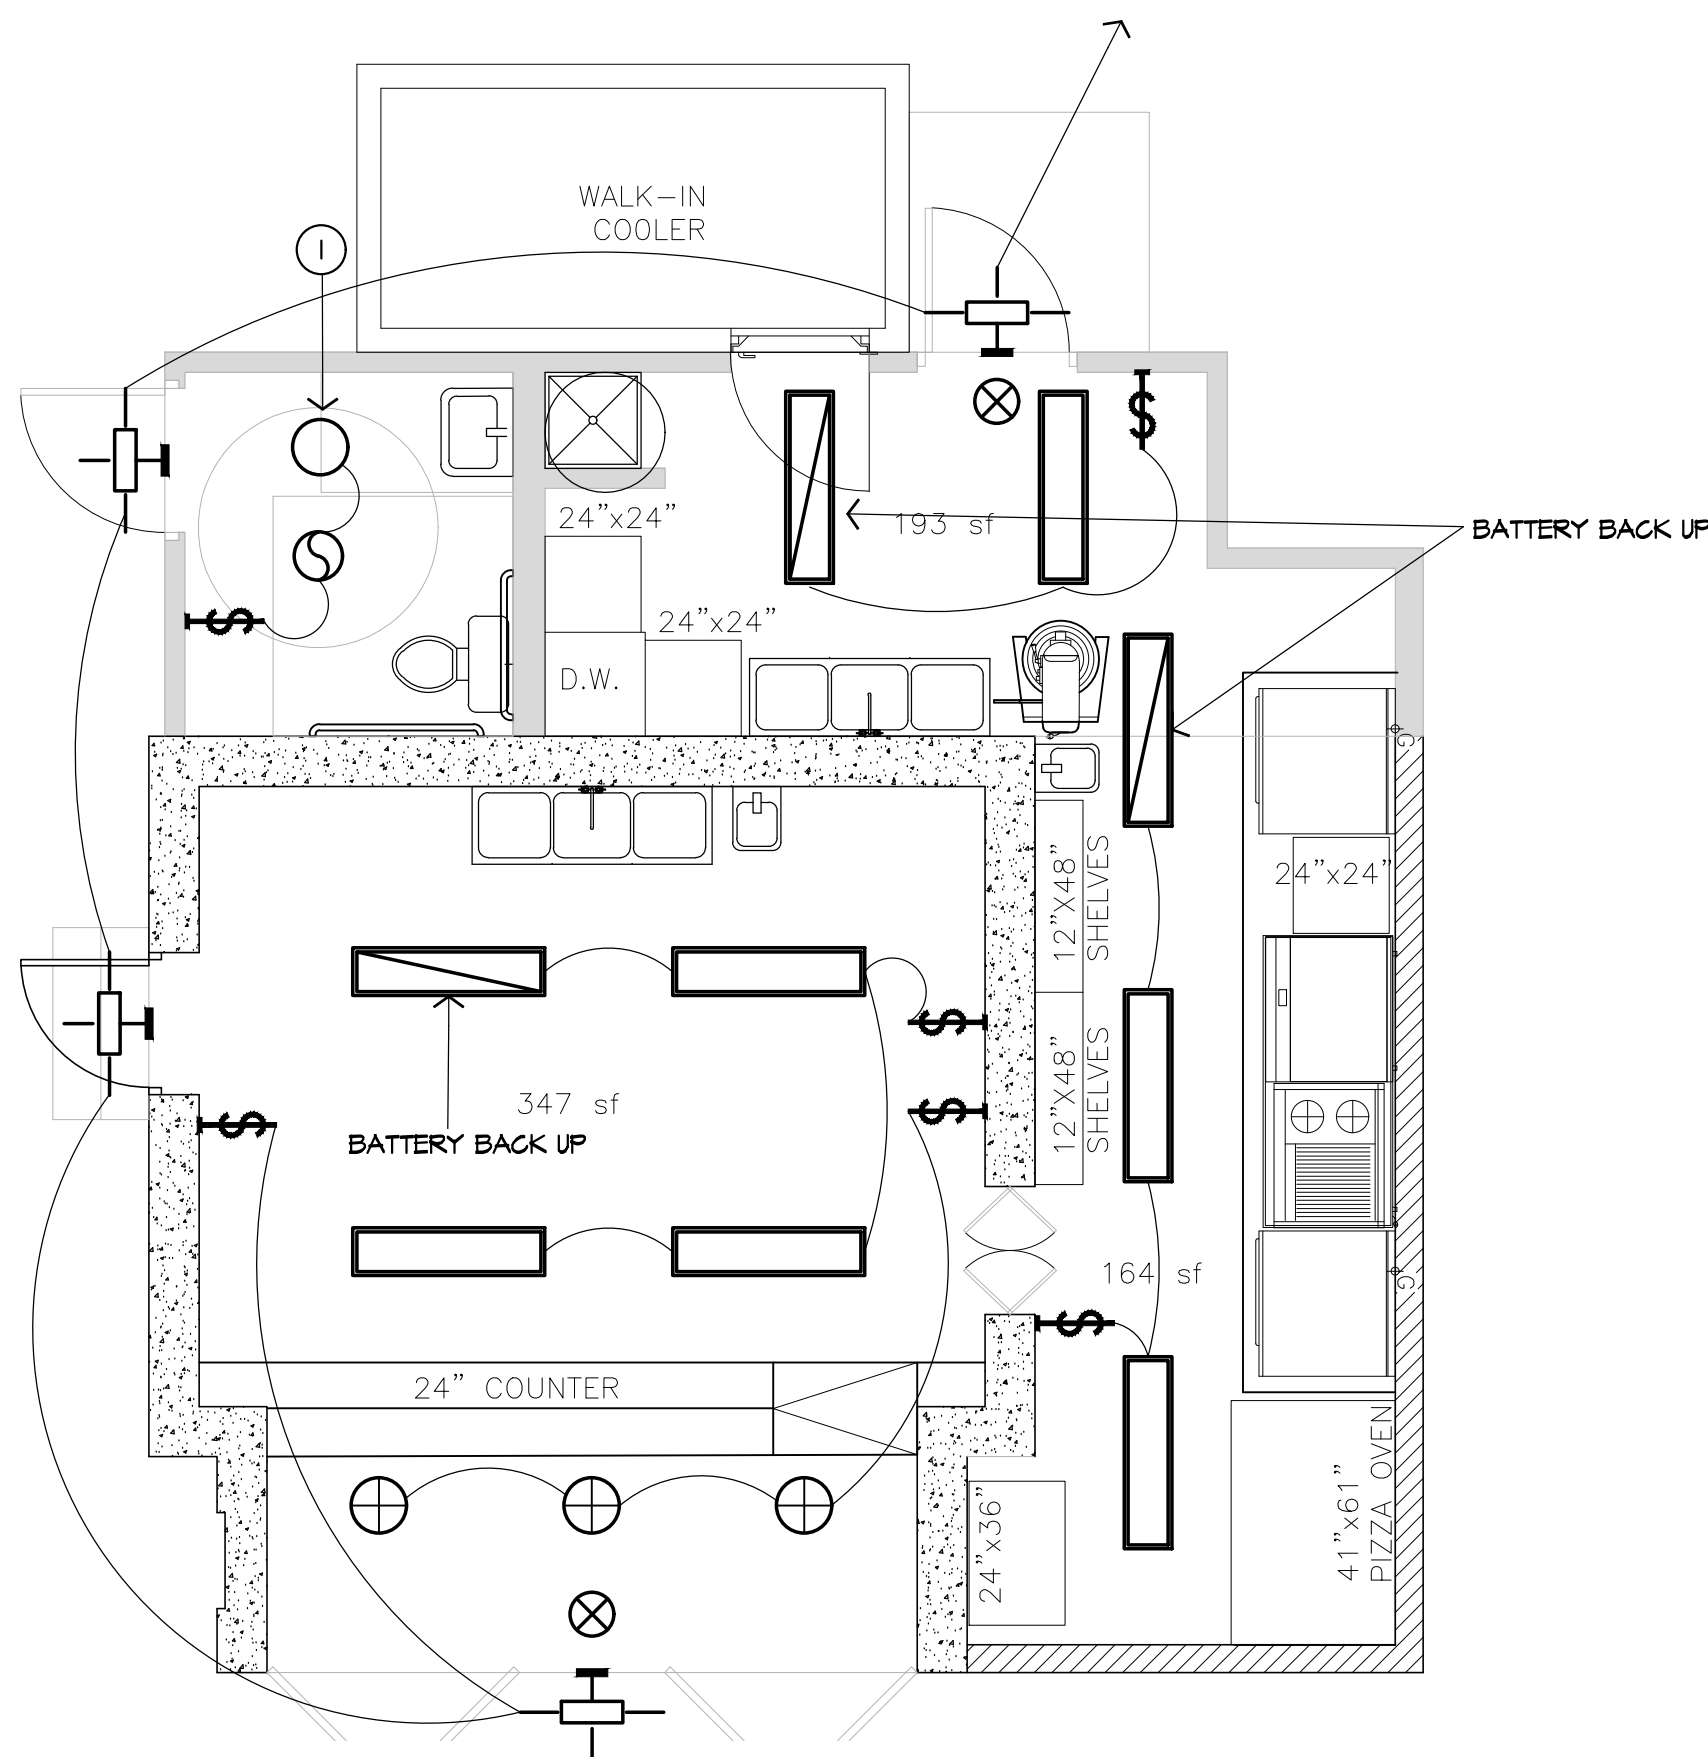 WALK-IN
COOLER
I
24"x24"
193 sf
BATTERY BACK UP
24"x24"
D.W.
G
24"x24"
12"X48"
SHELVES
12"X48"
SHELVES
347 sf
BATTERY BACK UP
164 sf
G
24" COUNTER
24"x36"
41"x61"
PIZZA OVEN
$
$
$
$
$
$